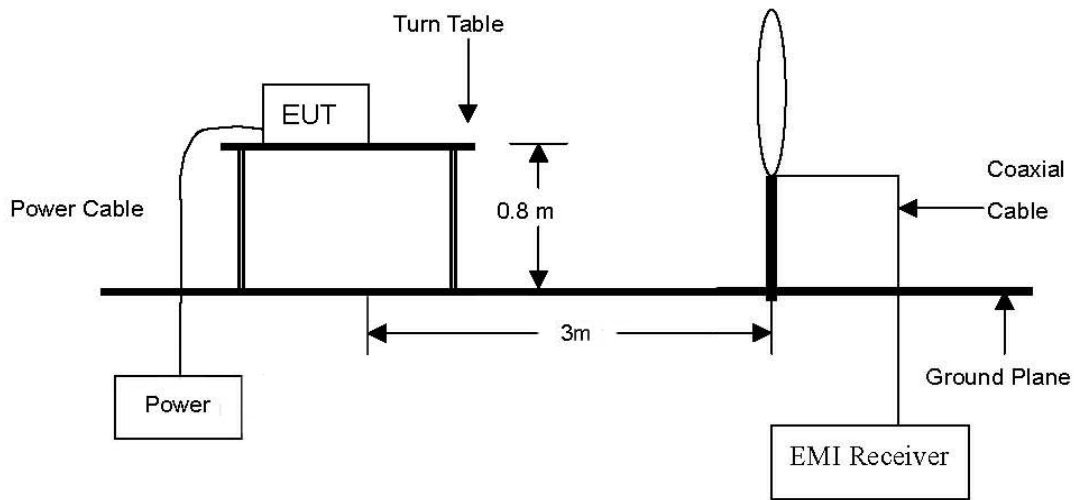 Turn Table
EUT
Coaxial
Cable
Power Cable
0.8 m
3m
Ground Plane
Power
EMI Receiver